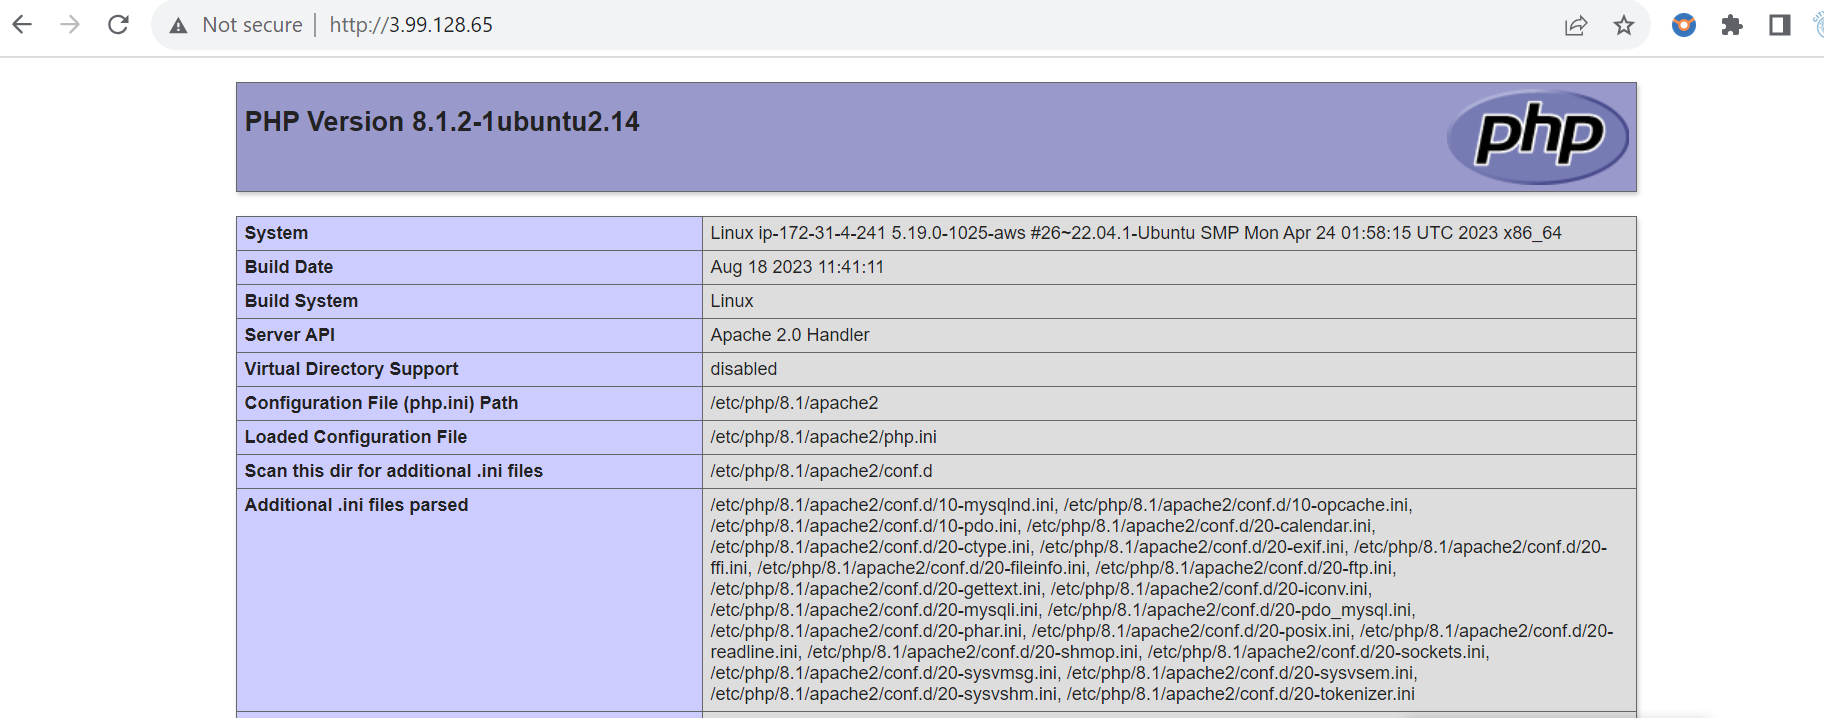 Not secure | http://3.99.128.65
PHP Version 8.1.2-1ubuntu2.14
php
System Linux ip-172-31-4-241 5.19.0-1025-aws #26~22.04.1-Ubuntu SMP Mon Apr 24 01:58:15 UTC 2023 x86_64
Build Date Aug 18 2023 11:41:11
Build System Linux
Server API Apache 2.0 Handler
Virtual Directory Support disabled
Configuration File (php.ini) Path /etc/php/8.1/apache2
Loaded Configuration File /etc/php/8.1/apache2/php.ini
Scan this dir for additional .ini files /etc/php/8.1/apache2/conf.d
Additional .ini files parsed /etc/php/8.1/apache2/conf.d/10-mysqlnd.ini, /etc/php/8.1/apache2/conf.d/10-opcache.ini,
/etc/php/8.1/apache2/conf.d/10-pdo.ini, /etc/php/8.1/apache2/conf.d/20-calendar.ini,
/etc/php/8.1/apache2/conf.d/20-ctype.ini, /etc/php/8.1/apache2/conf.d/20-exif.ini, /etc/php/8.1/apache2/conf.d/20-
ffi.ini, /etc/php/8.1/apache2/conf.d/20-fileinfo.ini, /etc/php/8.1/apache2/conf.d/20-ftp.ini,
/etc/php/8.1/apache2/conf.d/20-gettext.ini, /etc/php/8.1/apache2/conf.d/20-iconv.ini,
/etc/php/8.1/apache2/conf.d/20-mysqli.ini, /etc/php/8.1/apache2/conf.d/20-pdo_mysql.ini,
/etc/php/8.1/apache2/conf.d/20-phar.ini, /etc/php/8.1/apache2/conf.d/20-posix.ini, /etc/php/8.1/apache2/conf.d/20-
readline.ini, /etc/php/8.1/apache2/conf.d/20-shmop.ini, /etc/php/8.1/apache2/conf.d/20-sockets.ini,
/etc/php/8.1/apache2/conf.d/20-sysvmsg.ini, /etc/php/8.1/apache2/conf.d/20-sysvsem.ini,
/etc/php/8.1/apache2/conf.d/20-sysvshm.ini, /etc/php/8.1/apache2/conf.d/20-tokenizer.ini